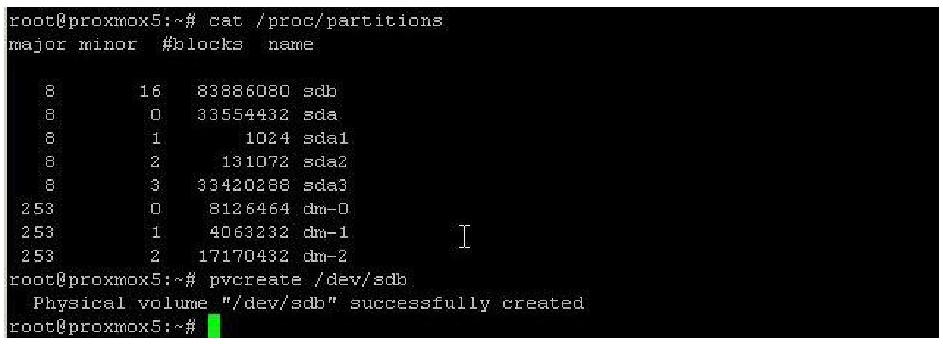 root@proxmox5:~# cat /proc/partitions
major minor  #blocks  name
   8       16   83886080 sdb
   8        0   33554432 sda
   8        1       1024 sda1
   8        2     131072 sda2
   8        3   33420288 sda3
 253        0    8126464 dm-0
 253        1    4063232 dm-1
 253        2   17170432 dm-2
root@proxmox5:~# pvcreate /dev/sdb
  Physical volume "/dev/sdb" successfully created
root@proxmox5:~#